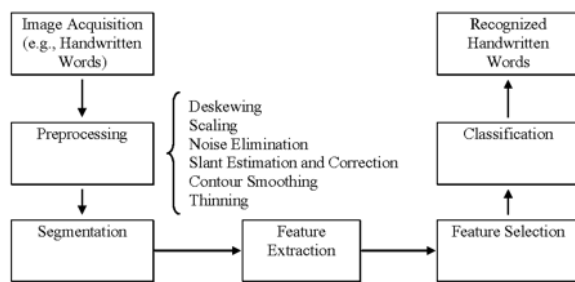 Image Acquisition
(e.g., Handwritten
Words)
Preprocessing
Deskewing
Scaling
Noise Elimination
Slant Estimation and Correction
Contour Smoothing
Thinning
Segmentation
Feature
Extraction
Feature Selection
Classification
Recognized
Handwritten
Words